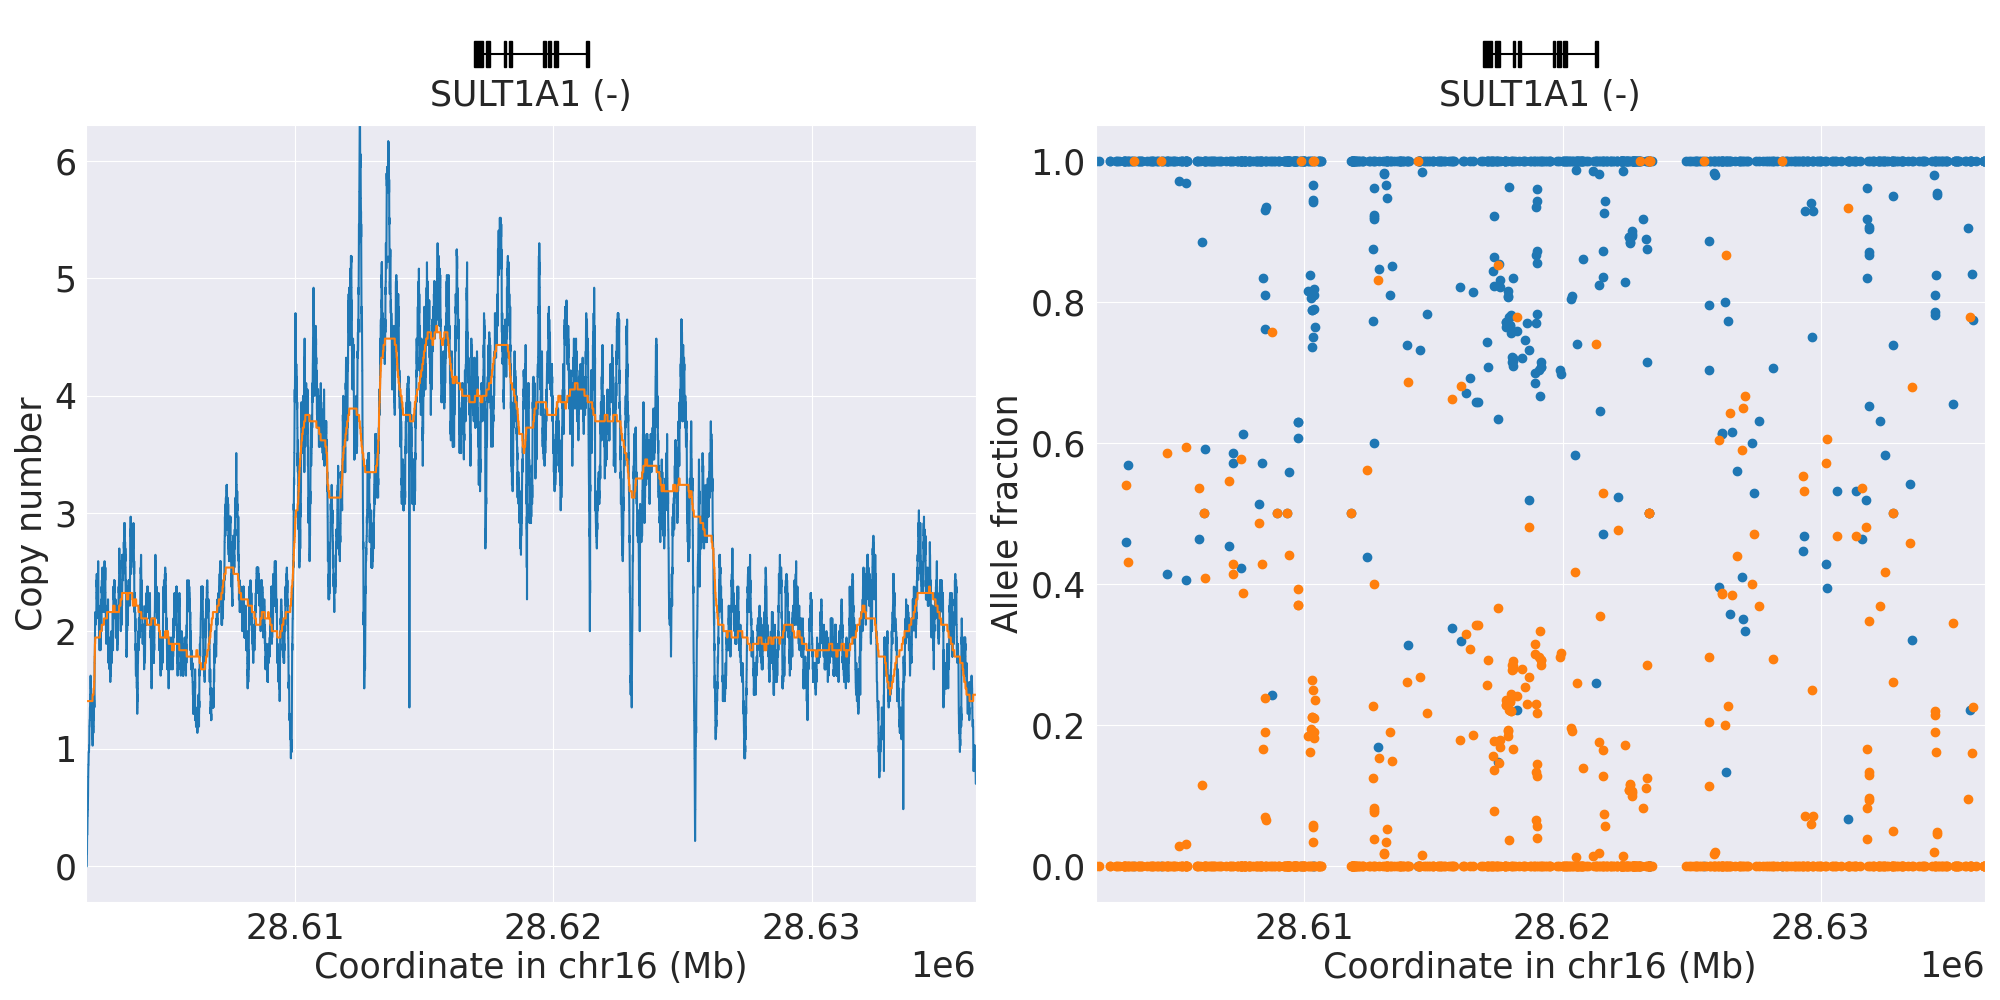 SULT1A1 (-)
Copy number
6
5
4
3
2
1
0
28.61
28.62
28.63
Coordinate in chr16 (Mb)
1e6
SULT1A1 (-)
Allele fraction
1.0
0.8
0.6
0.4
0.2
0.0
28.61
28.62
28.63
Coordinate in chr16 (Mb)
1e6